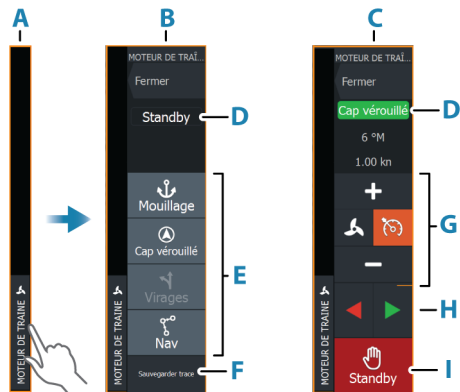 A
B
C
MOTEUR DE TRAÎ...
Fermer
Standby
D
Mouillage
Cap vérouillé
Virages
Nav
E
Sauvegarder trace
F
MOTEUR DE TRAINE
MOTEUR DE TRAINE
MOTEUR DE TRAÎ...
Fermer
Cap vérouillé
D
6 °M
1.00 kn
+
−
G
H
Standby
I
MOTEUR DE TRAINE